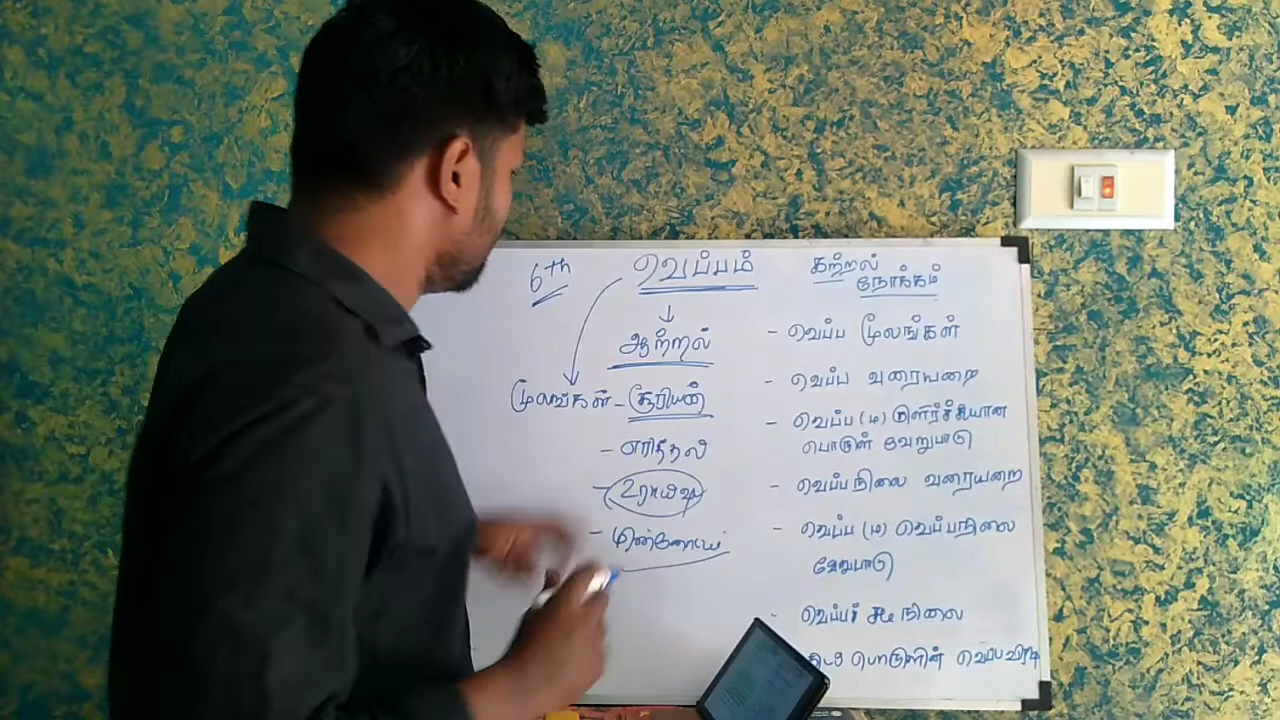 6th
வெப்பம்
ஆற்றல்
மூலங்கள் - சூரியன்
- எரிதல்
- உராய்வு
- மின்னோட்டம்
கற்றல்
நோக்கம்
- வெப்ப மூலங்கள்
- வெப்ப வரையறை
- வெப்ப (ம) குளிர்ச்சியான
பொருள் வேறுபாடு
- வெப்பநிலை வரையறை
- வெப்ப (ம) வெப்பநிலை
வேறுபாடு
- வெப்பச் சமநிலை
பொருளின்